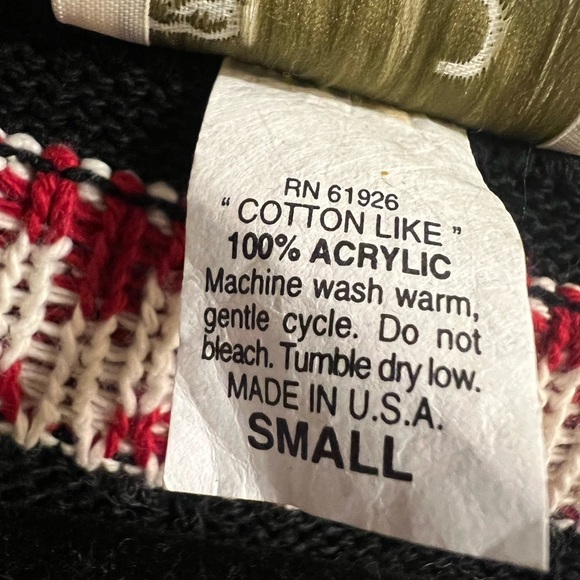 RN 61926
“ COTTON LIKE ”
100% ACRYLIC
Machine wash warm,
gentle cycle. Do not
bleach. Tumble dry low.
MADE IN U.S.A.
SMALL